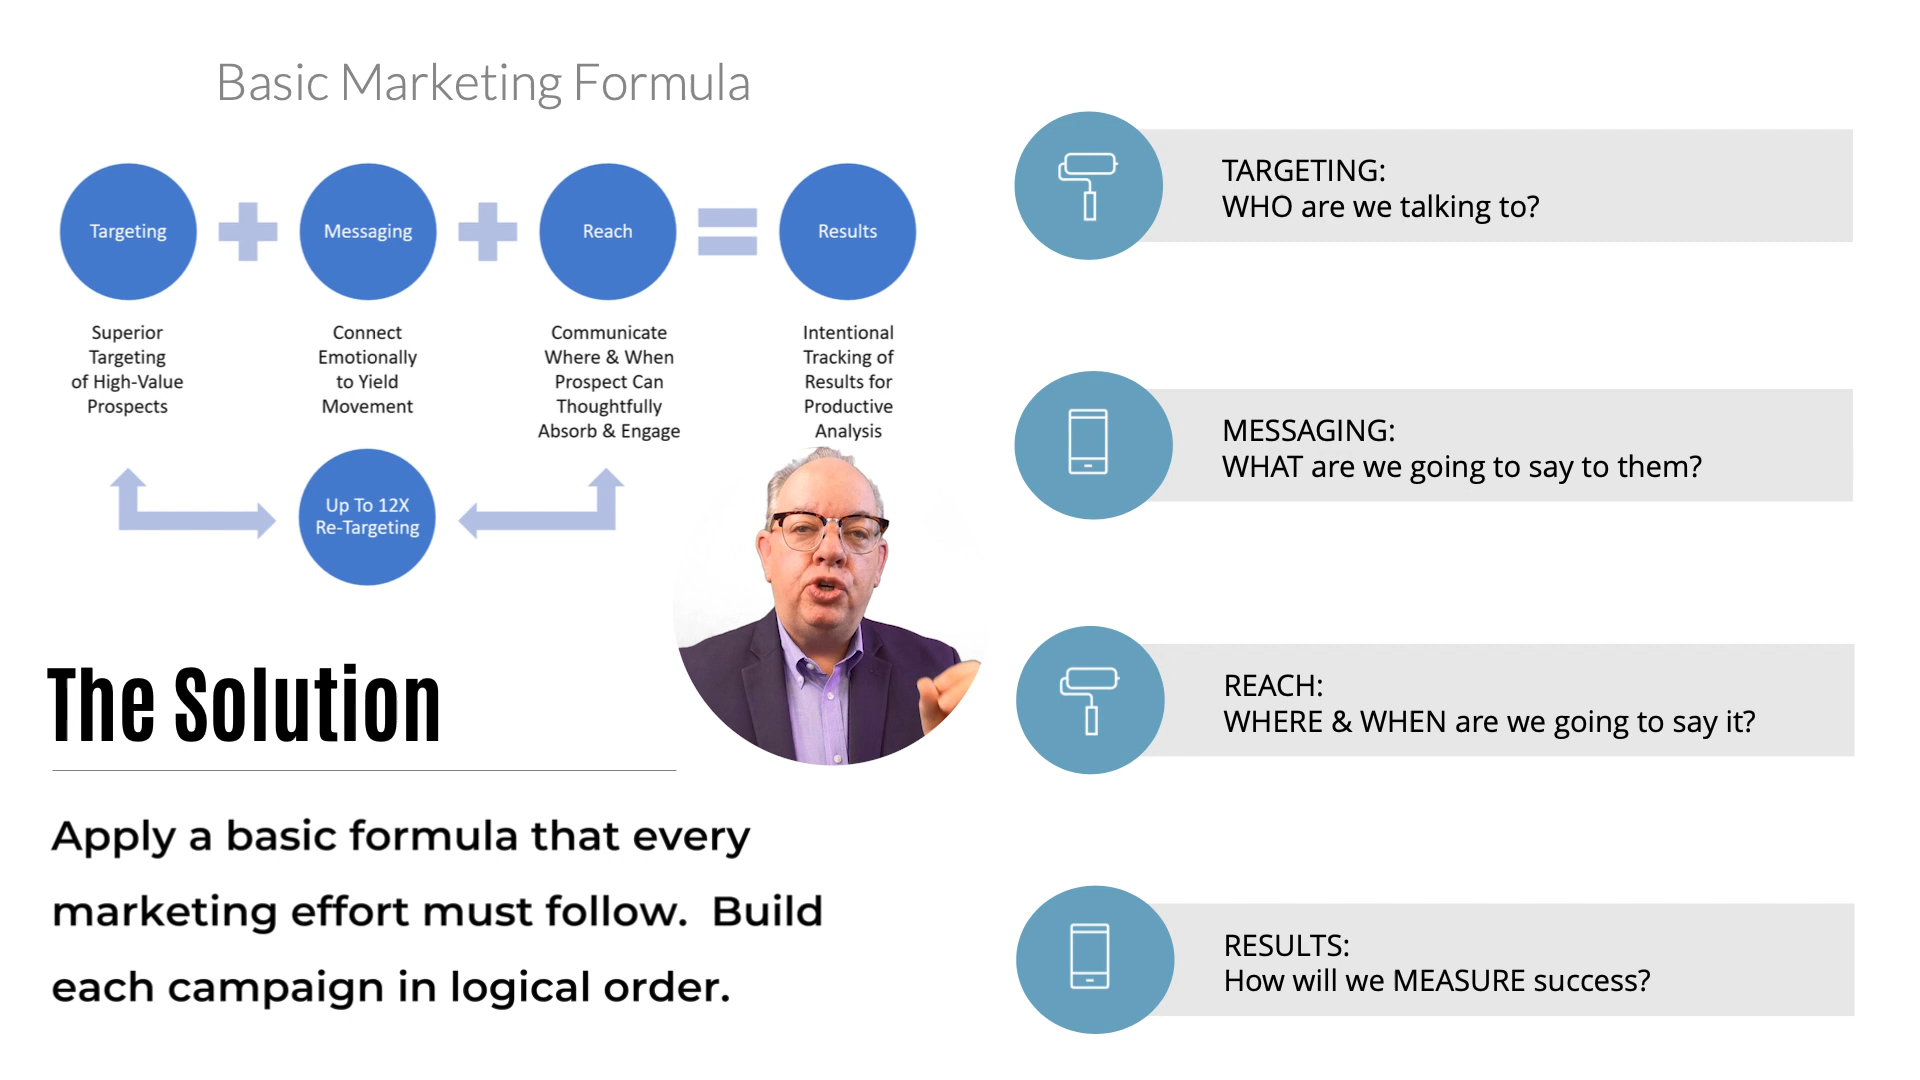 Basic Marketing Formula
Targeting
Messaging
Reach
Results
Superior
Targeting
of High-Value
Prospects
Connect
Emotionally
to Yield
Movement
Communicate
Where & When
Prospect Can
Thoughtfully
Absorb & Engage
Intentional
Tracking of
Results for
Productive
Analysis
Up To 12X
Re-Targeting
The Solution
Apply a basic formula that every
marketing effort must follow.  Build
each campaign in logical order.
TARGETING:
WHO are we talking to?
MESSAGING:
WHAT are we going to say to them?
REACH:
WHERE & WHEN are we going to say it?
RESULTS:
How will we MEASURE success?